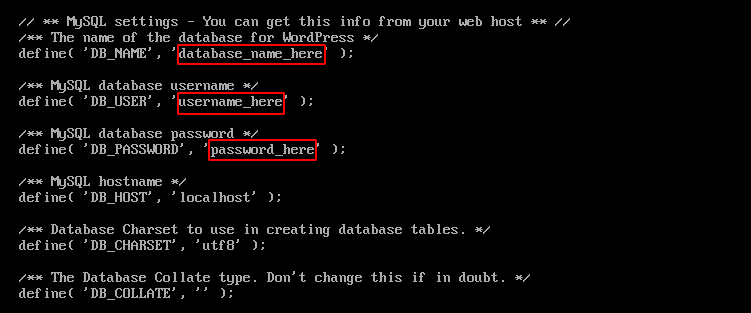 // ** MySQL settings - You can get this info from your web host ** //
/** The name of the database for WordPress */
define( 'DB_NAME', 'database_name_here' );
/** MySQL database username */
define( 'DB_USER', 'username_here' );
/** MySQL database password */
define( 'DB_PASSWORD', 'password_here' );
/** MySQL hostname */
define( 'DB_HOST', 'localhost' );
/** Database Charset to use in creating database tables. */
define( 'DB_CHARSET', 'utf8' );
/** The Database Collate type. Don't change this if in doubt. */
define( 'DB_COLLATE', '' );